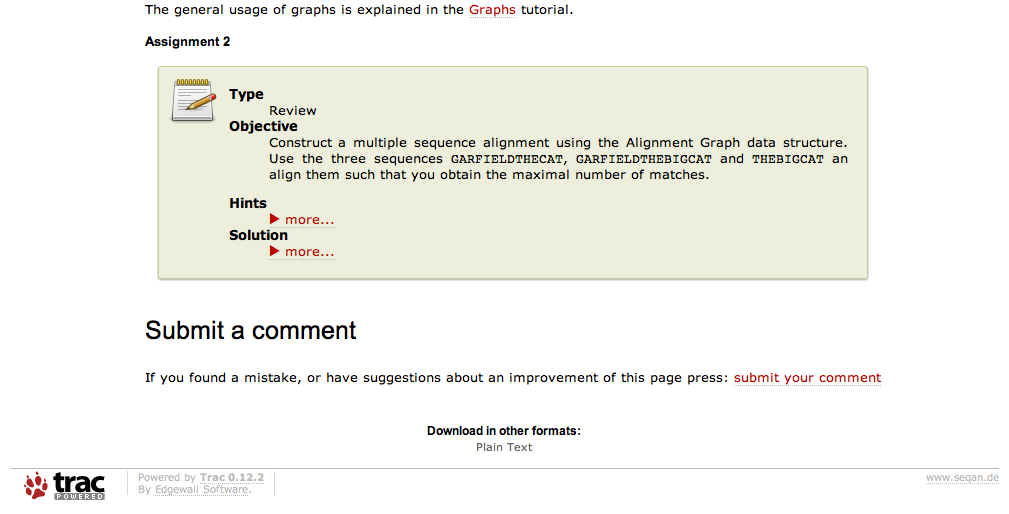 The general usage of graphs is explained in the Graphs tutorial.
Assignment 2
Type
Review
Objective
Construct a multiple sequence alignment using the Alignment Graph data structure.
Use the three sequences GARFIELDTHECAT, GARFIELDTHEBIGCAT and THEBIGCAT an
align them such that you obtain the maximal number of matches.
Hints
more...
Solution
more...
Submit a comment
If you found a mistake, or have suggestions about an improvement of this page press: submit your comment
Download in other formats:
Plain Text
trac
POWERED
Powered by Trac 0.12.2
By Edgewall Software.
www.seqan.de